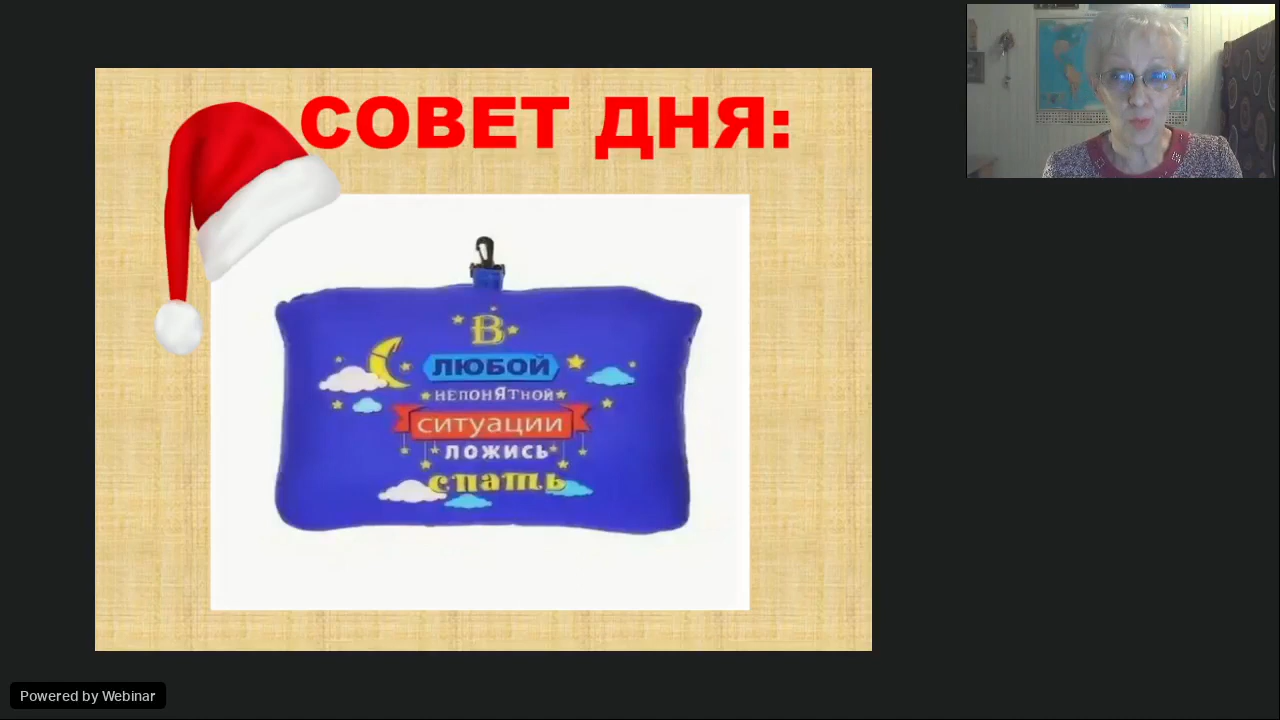 СОВЕТ ДНЯ:
В
ЛЮБОЙ
НЕПОНЯТНОЙ
СИТУАЦИИ
ЛОЖИСЬ
спать
Powered by Webinar